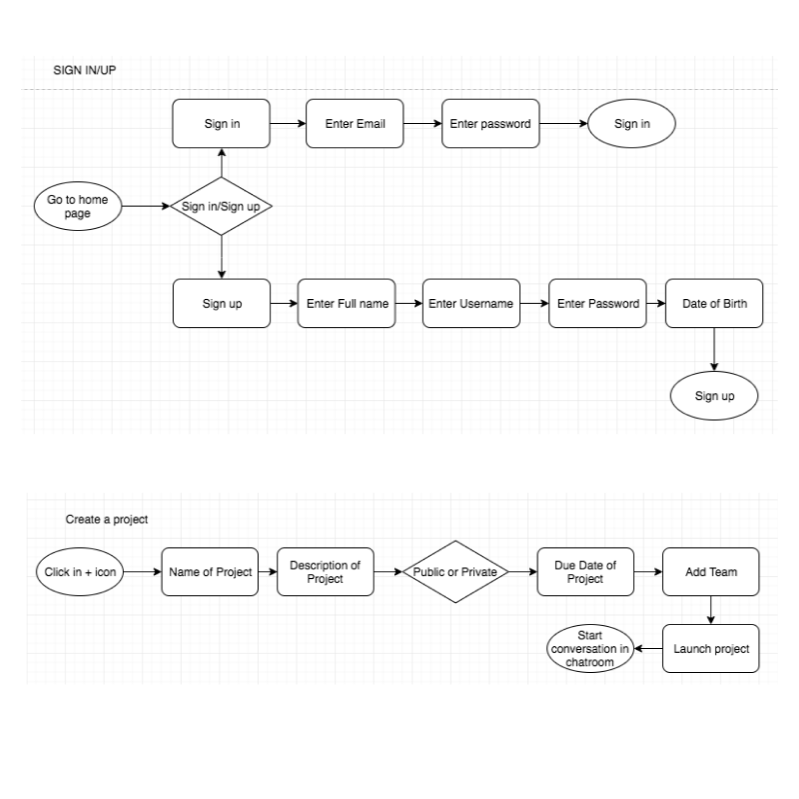 SIGN IN/UP
Sign in
Enter Email
Enter password
Sign in
Go to home
page
Sign in/Sign up
Sign up
Enter Full name
Enter Username
Enter Password
Date of Birth
Sign up
Create a project
Click in + icon
Name of Project
Description of
Project
Public or Private
Due Date of
Project
Add Team
Start
conversation in
chatroom
Launch project